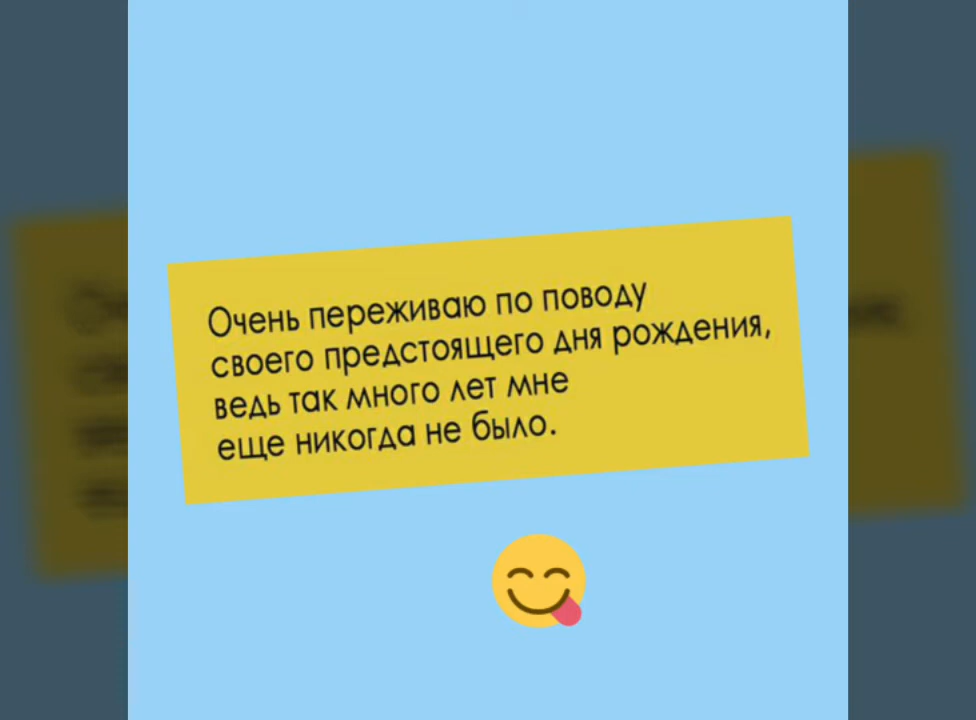 Очень переживаю по поводу
своего предстоящего дня рождения,
ведь так много лет мне
еще никогда не было.